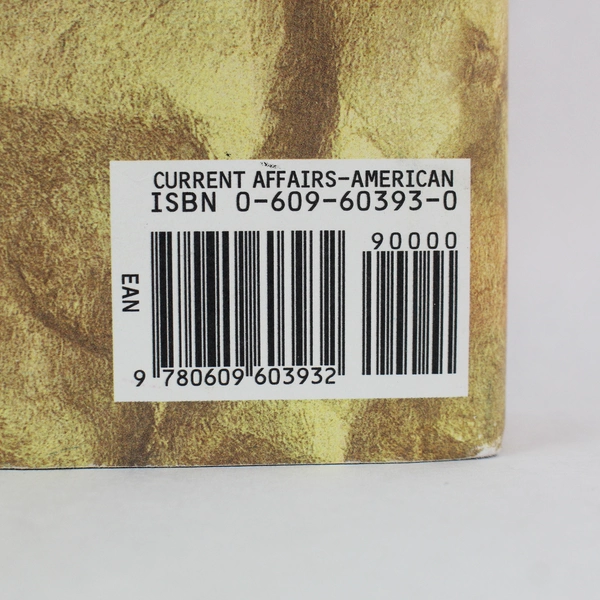 CURRENT AFFAIRS-AMERICAN
ISBN 0-609-60393-0
90000
EAN
9 780609 603932